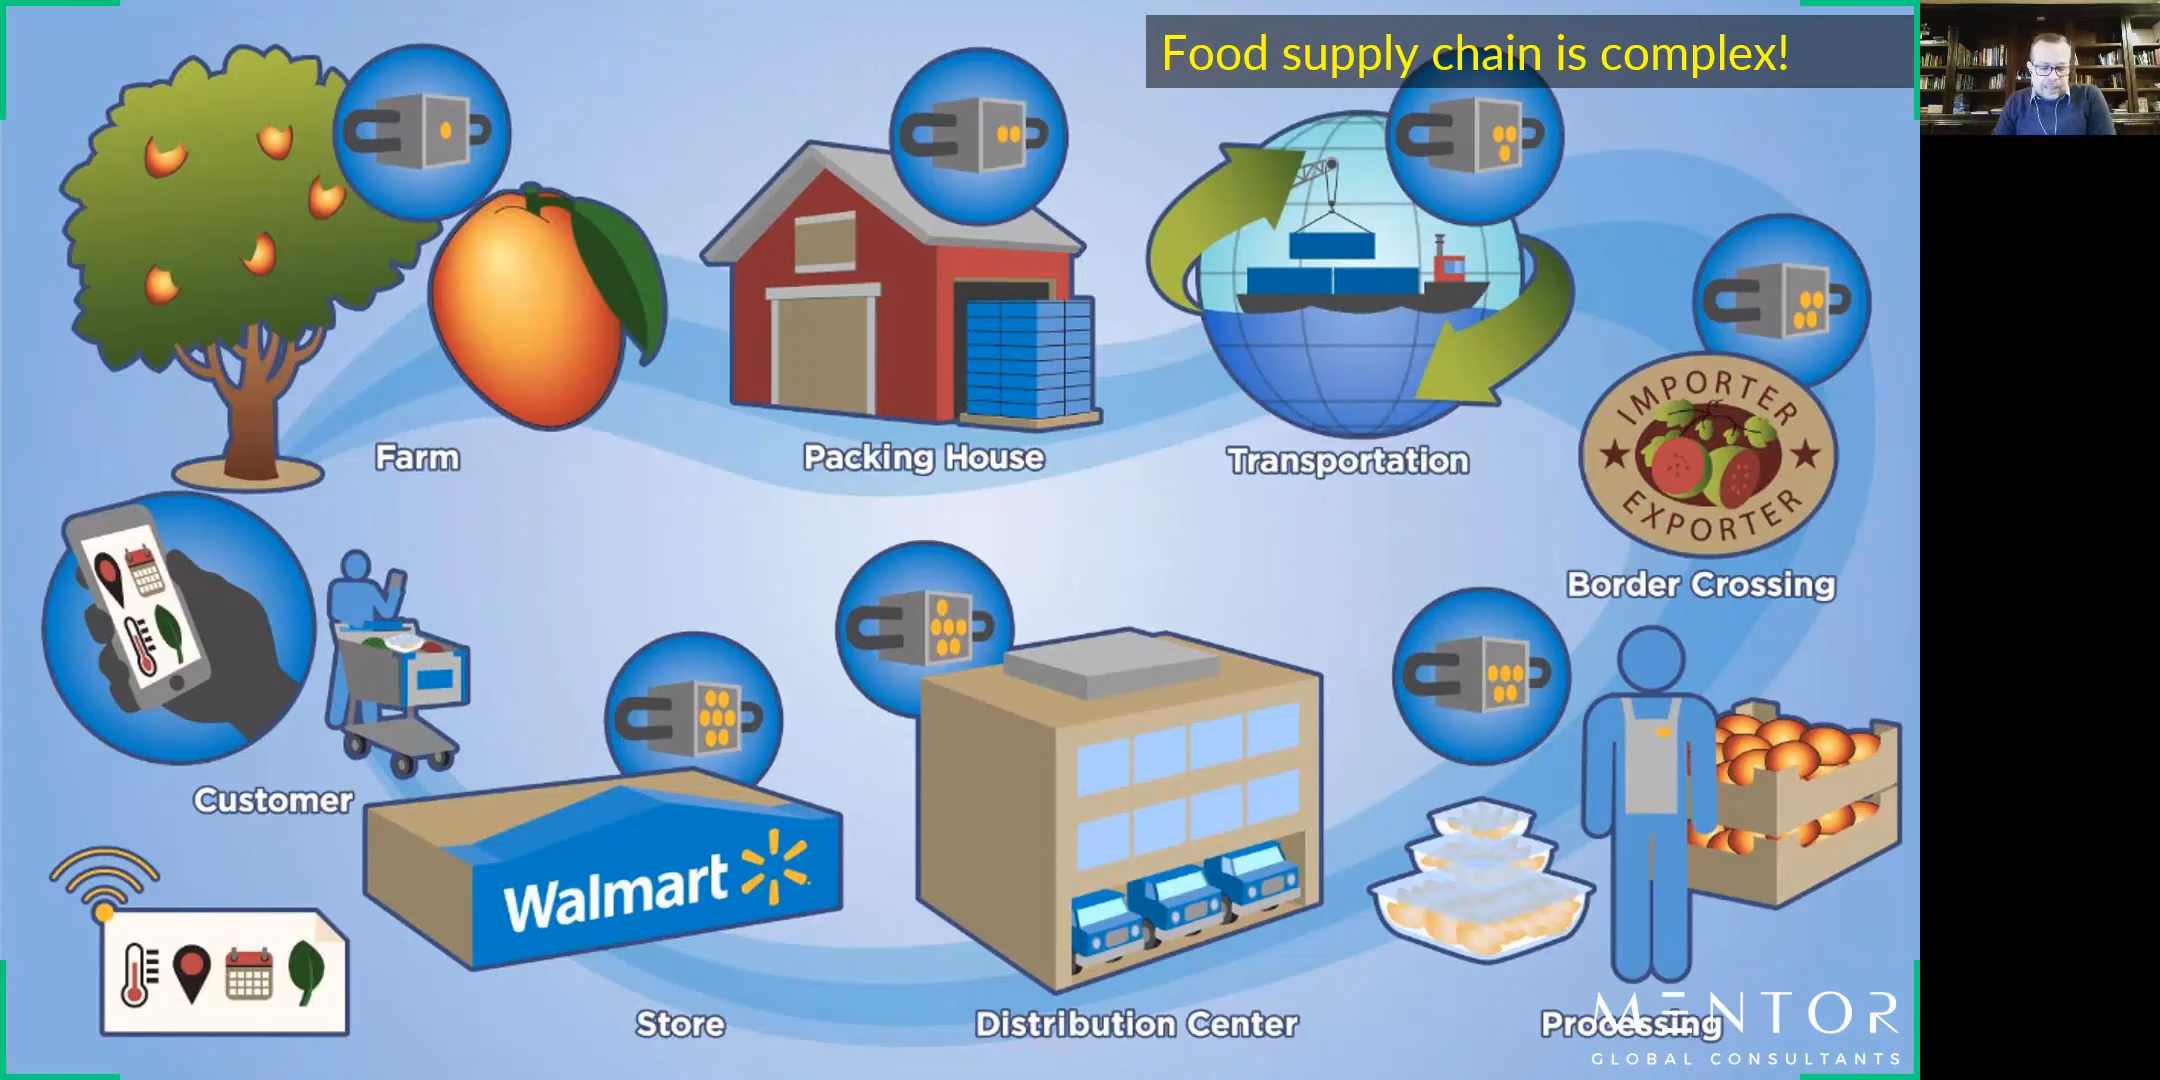 Food supply chain is complex!
Farm
Packing House
Transportation
IMPORTER
EXPORTER
Border Crossing
Customer
Walmart
Store
Distribution Center
Processing
MENTOR
GLOBAL CONSULTANTS